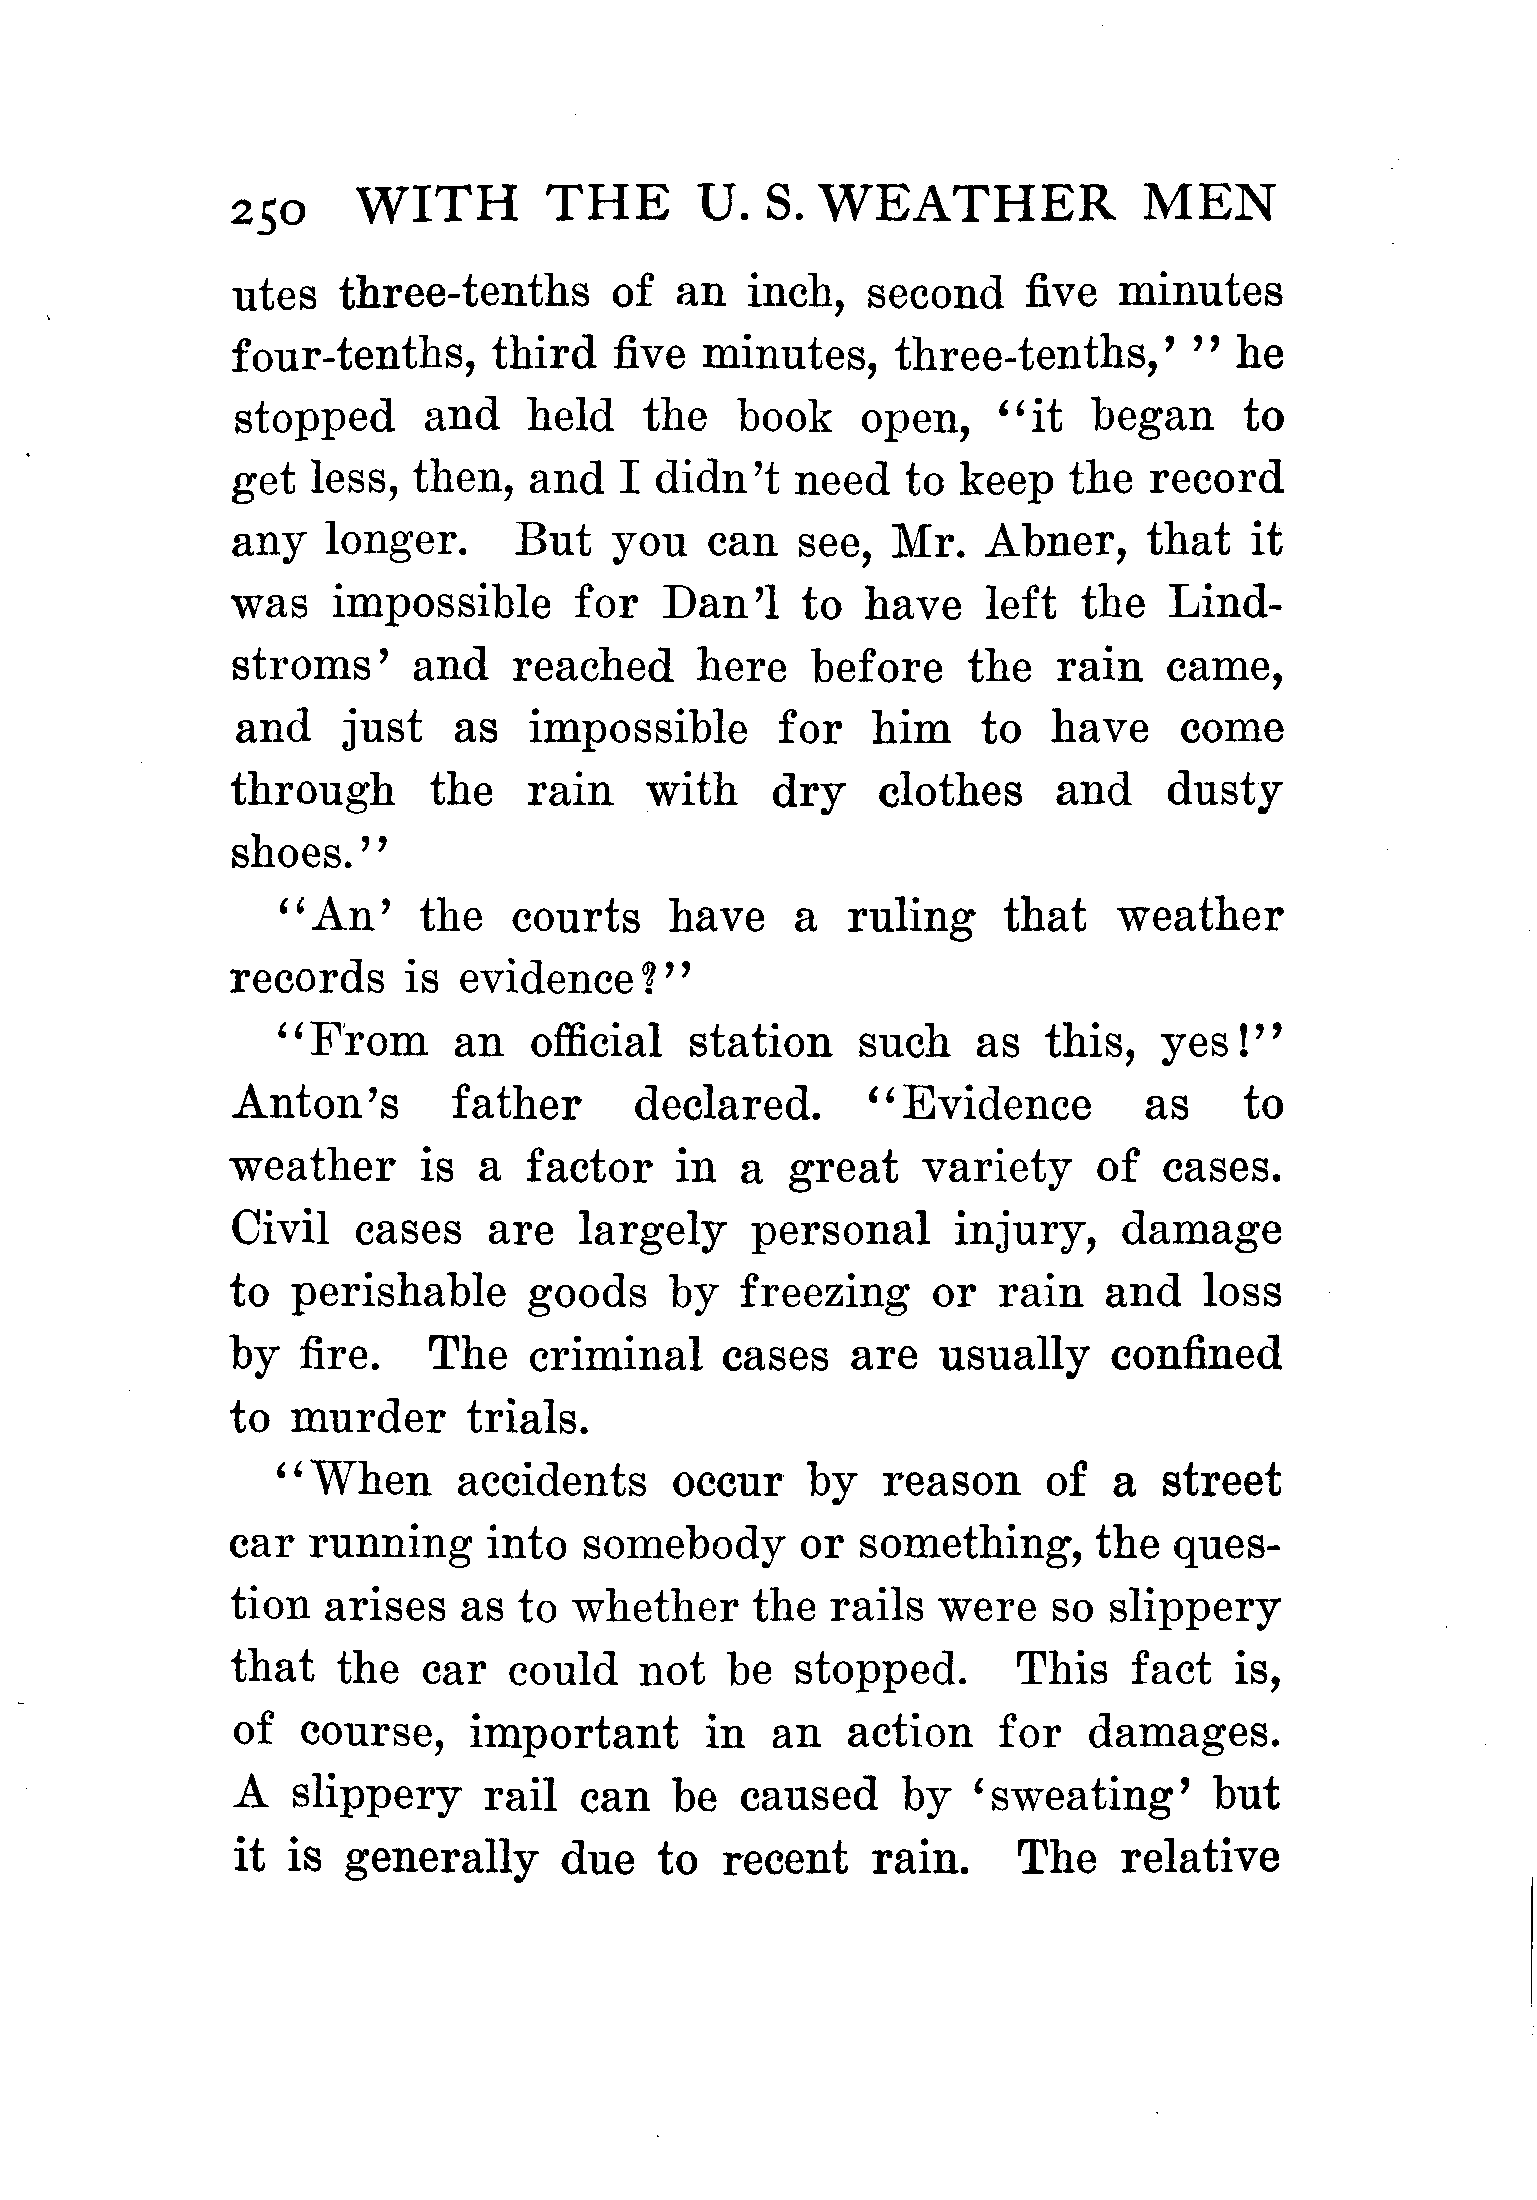 250 WITH THE U. S. WEATHER MEN
utes three-tenths of an inch, second five minutes
four-tenths, third five minutes, three-tenths,' " he
stopped and held the book open, "it began to
get less, then, and I didn't need to keep the record
any longer. But you can see, Mr. Abner, that it
was impossible for Dan'l to have left the Lind-
stroms' and reached here before the rain came,
and just as impossible for him to have come
through the rain with dry clothes and dusty
shoes."
"An' the courts have a ruling that weather
records is evidence?"
"From an official station such as this, yes!"
Anton's father declared. "Evidence as to
weather is a factor in a great variety of cases.
Civil cases are largely personal injury, damage
to perishable goods by freezing or rain and loss
by fire. The criminal cases are usually confined
to murder trials.
"When accidents occur by reason of a street
car running into somebody or something, the ques-
tion arises as to whether the rails were so slippery
that the car could not be stopped. This fact is,
of course, important in an action for damages.
A slippery rail can be caused by 'sweating' but
it is generally due to recent rain. The relative